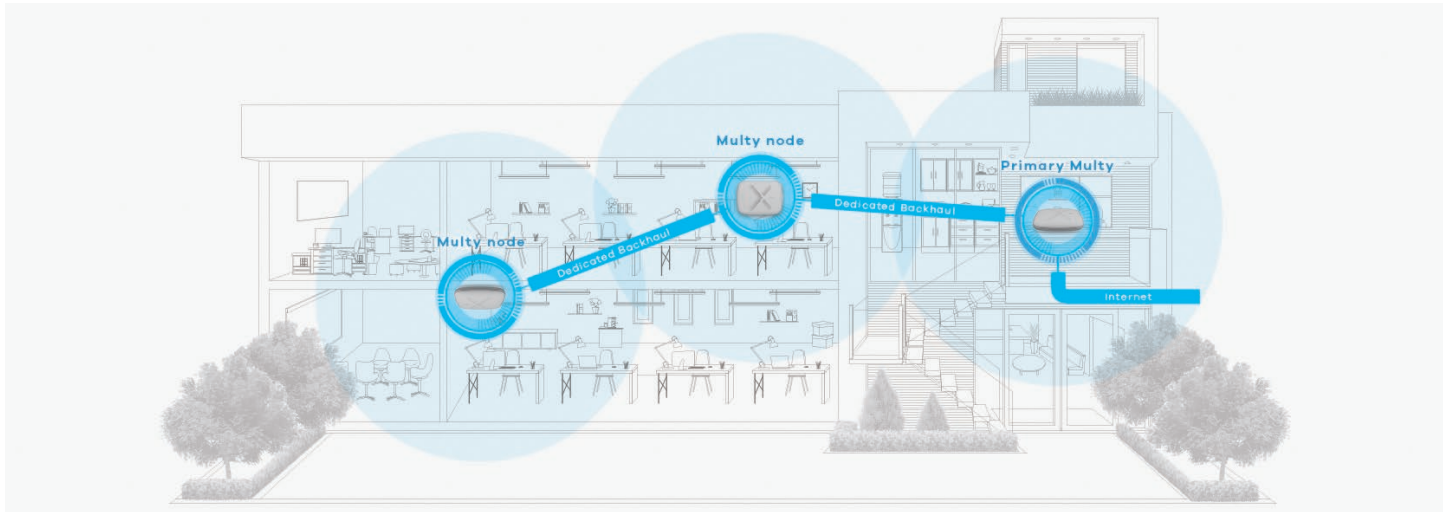 Multy node
Primary Multy
Dedicated Backhaul
Multy node
Dedicated Backhaul
Internet